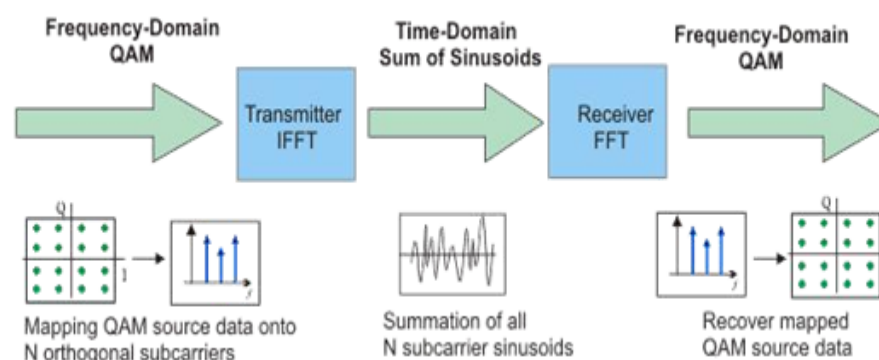 Frequency-Domain
QAM
Time-Domain
Sum of Sinusoids
Frequency-Domain
QAM
Transmitter
IFFT
Receiver
FFT
Q
I
f
Q
f
Mapping QAM source data onto
N orthogonal subcarriers
Summation of all
N subcarrier sinusoids
Recover mapped
QAM source data